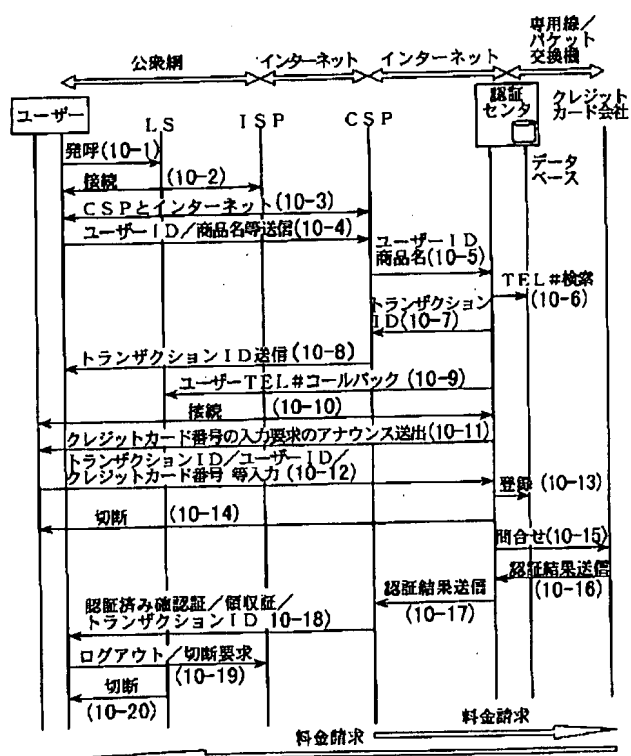 専用線／
パケット
交換機
公衆網
インターネット
インターネット
ユーザー
ＬＳ
ＩＳＰ
ＣＳＰ
認証
センタ
クレジット
カード会社
データ
ベース
発呼(10-1)
接続 (10-2)
ＣＳＰとインターネット(10-3)
ユーザーＩＤ／商品名等送信(10-4)
ユーザーＩＤ
商品名(10-5)
ＴＥＬ＃検索
(10-6)
トランザクション
ＩＤ(10-7)
トランザクションＩＤ送信(10-8)
ユーザーＴＥＬ＃コールバック (10-9)
接続 (10-10)
クレジットカード番号の入力要求のアナウンス送出(10-11)
トランザクションＩＤ／ユーザーＩＤ／
クレジットカード番号 等入力(10-12)
登録 (10-13)
切断 (10-14)
問合せ(10-15)
認証結果送信
(10-16)
認証結果送信
(10-17)
認証済み確認証／領収証／
トランザクションＩＤ 10-18)
ログアウト／切断要求
(10-19)
切断
(10-20)
料金請求
料金請求